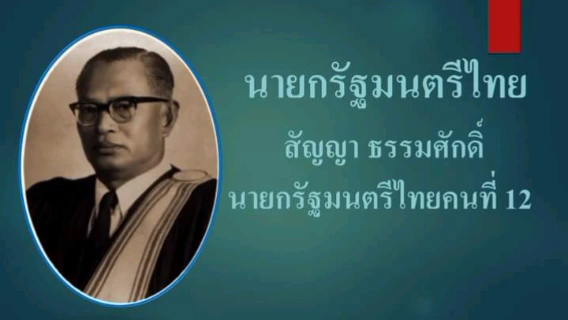 นายกรัฐมนตรีไทย
สัญญา ธรรมศักดิ์
นายกรัฐมนตรีไทยคนที่ 12